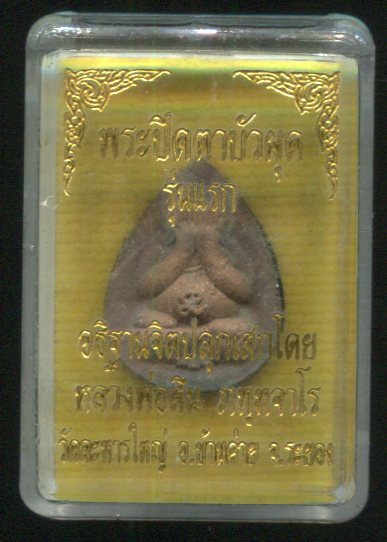 พระปิดตาบัวผุด
รุ่นแรก
อธิฐานจิตปลุกเสกโดย
หลวงพ่อสิน ภทฺทจาโร
วัดละหารใหญ่ อ.บ้านค่าย จ.ระยอง